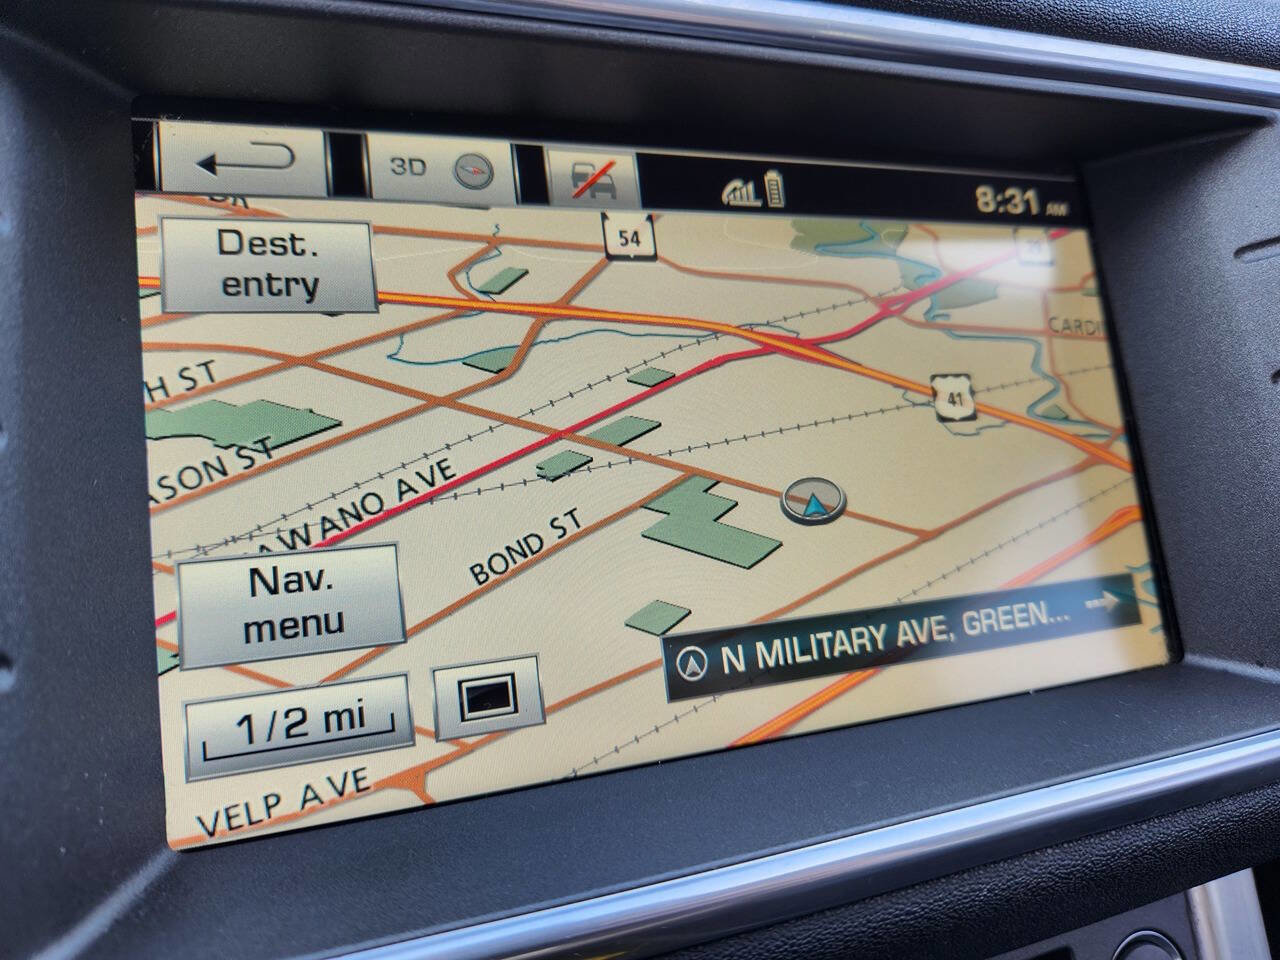 3D
8:31 AM
Dest.
entry
54
41
H ST
ASON ST
AWANO AVE
BOND ST
Nav.
menu
N MILITARY AVE, GREEN...
1/2 mi
VELP AVE
CARDI